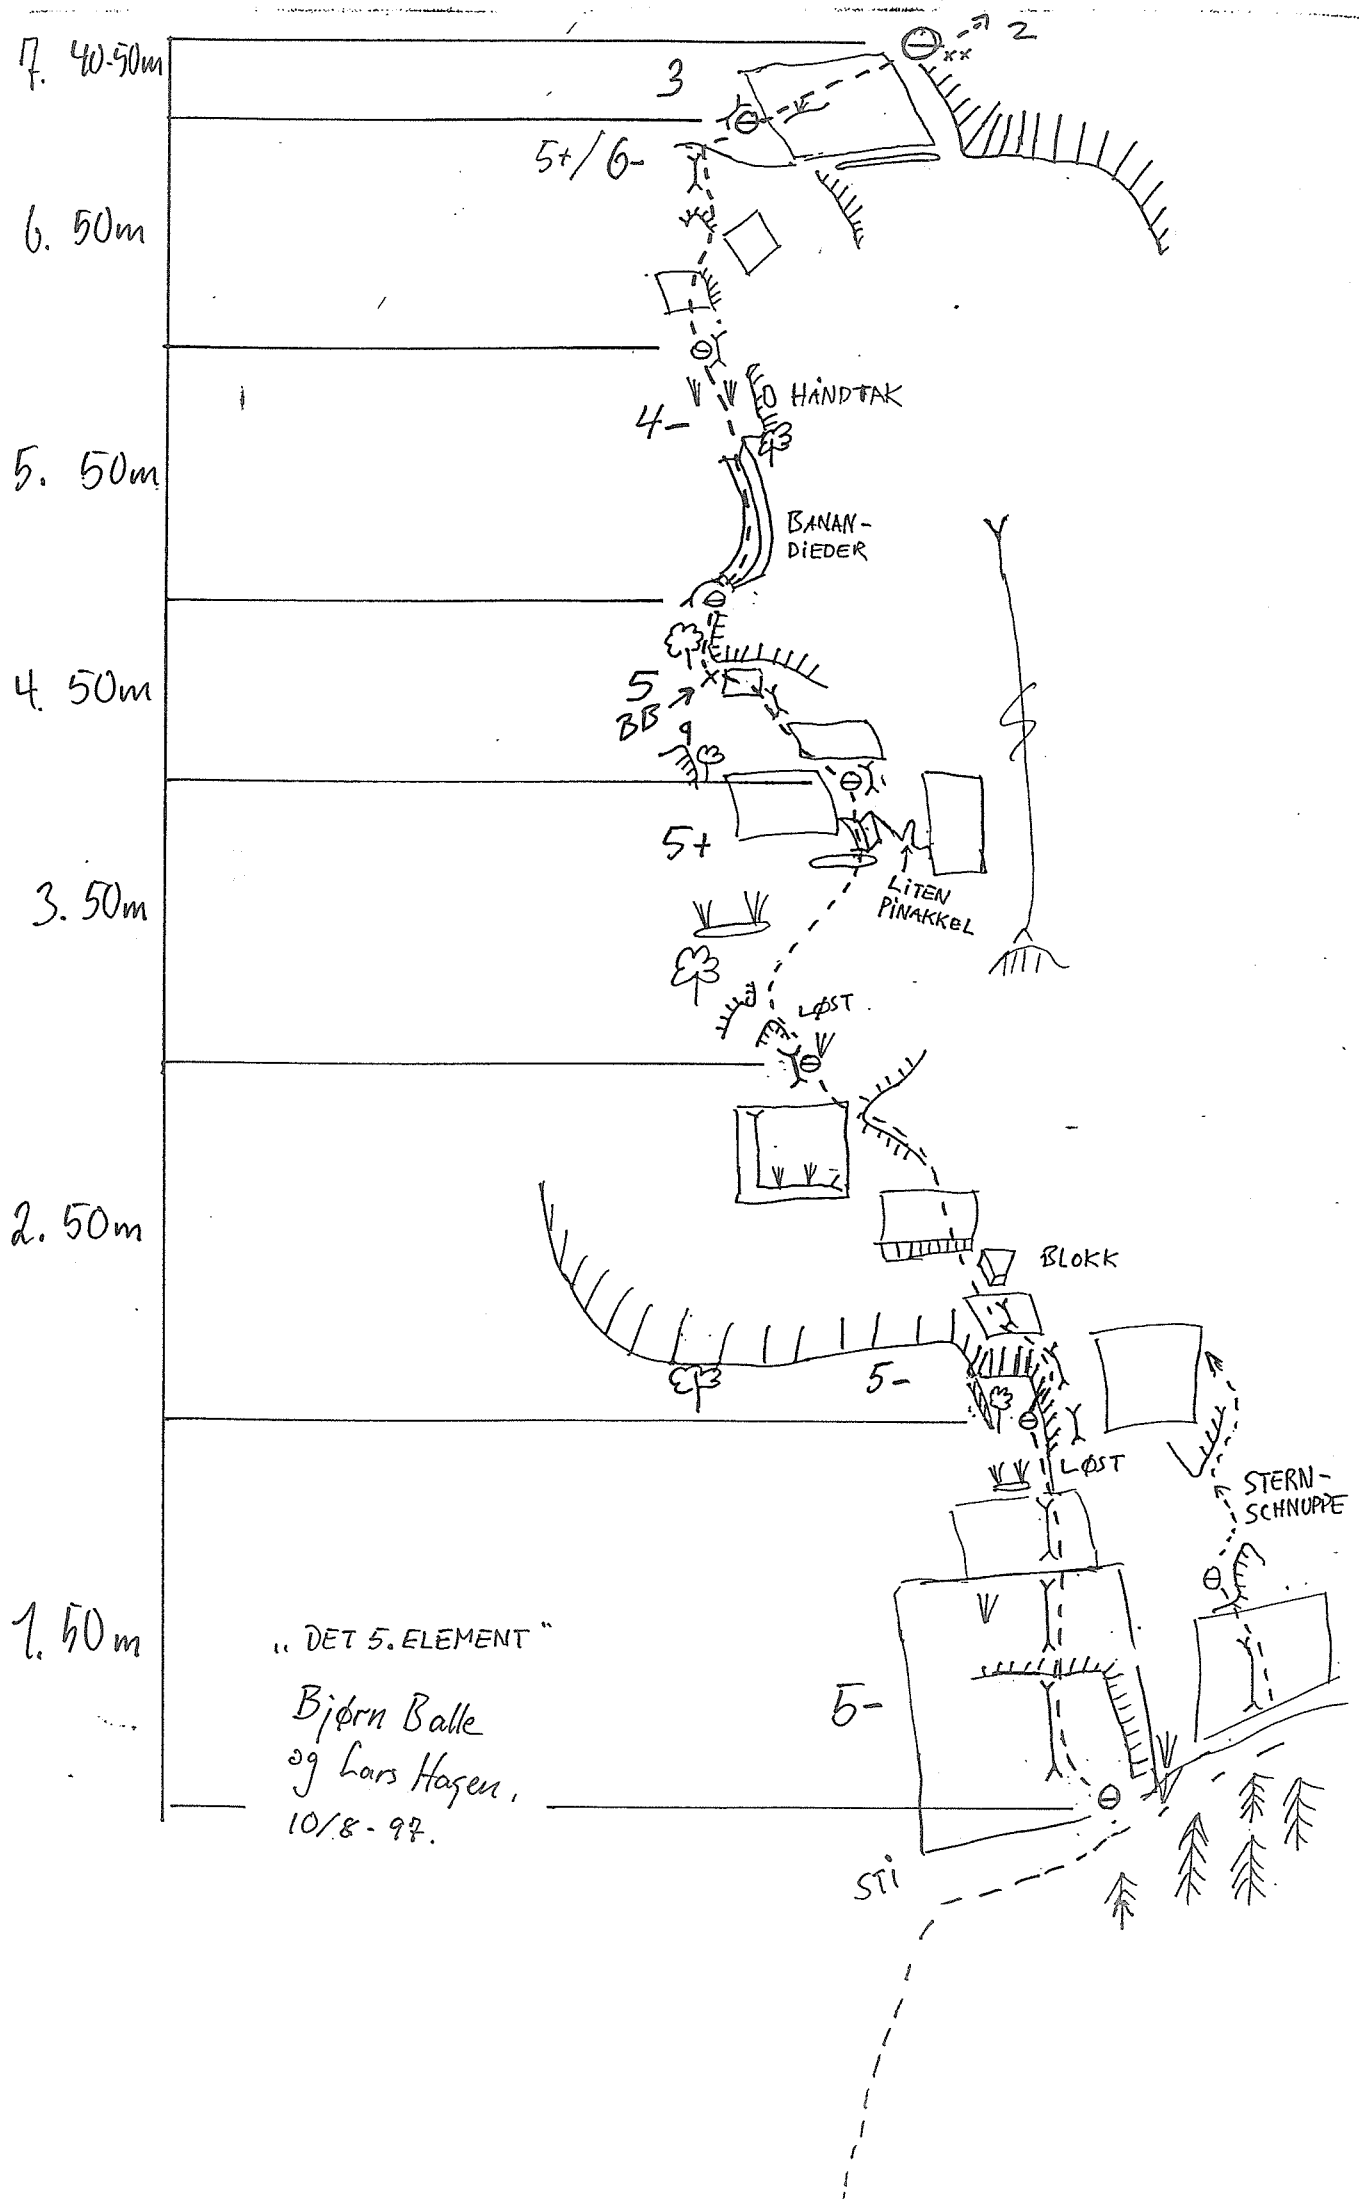 2
7. 40-50m
3
5+/6-
6. 50m
HÅNDTAK
4-
5. 50m
BANAN-
DIEDER
5
BB
4. 50m
5+
LITEN
PINAKKEL
3. 50m
LØST
2. 50m
BLOKK
5-
LØST
STERN-
SCHNUPPE
1. 50m
„ DET 5. ELEMENT "
Bjørn Balle
og Lars Hagen,
10/8-97.
5-
STI